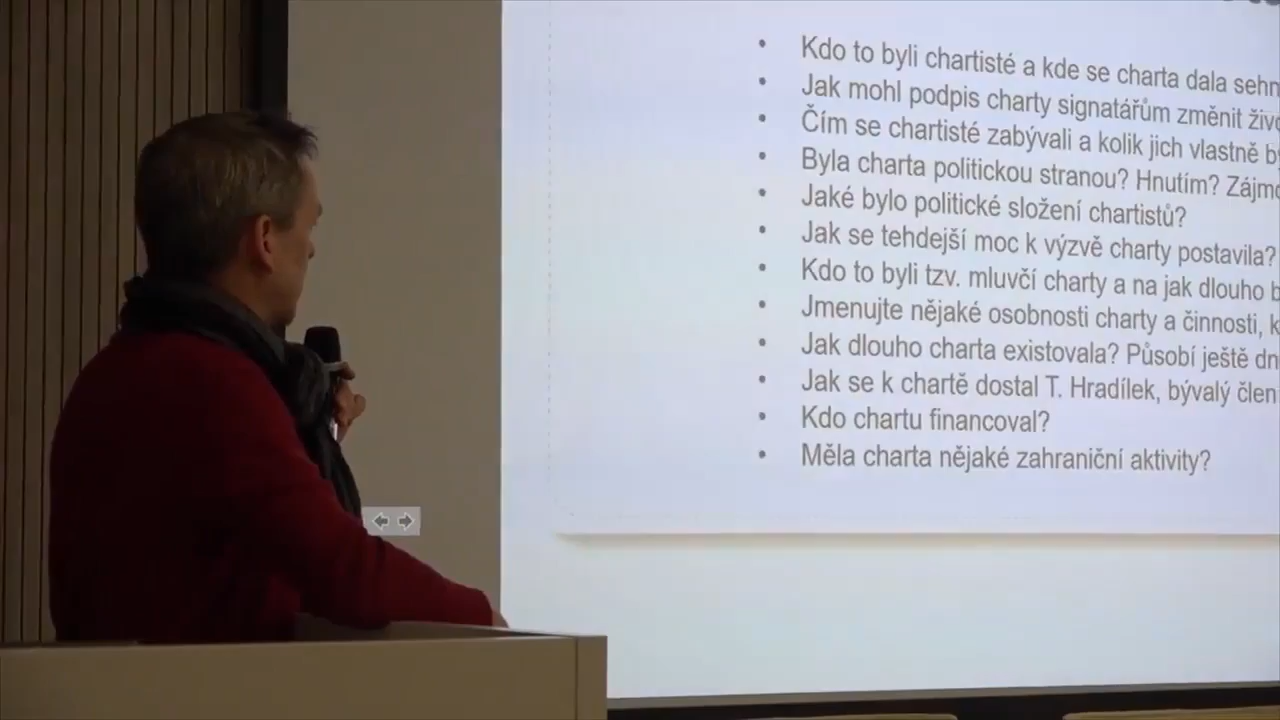 • Kdo to byli chartisté a kde se charta dala
• Jak mohl podpis charty signatářům změnit
• Čím se chartisté zabývali a kolik jich vlastně
• Byla charta politickou stranou? Hnutím?
• Jaké bylo politické složení chartistů?
• Jak se tehdejší moc k výzvě charty postavila?
• Kdo to byli tzv. mluvčí charty a na jak dlouho
• Jmenujte nějaké osobnosti charty a činnosti,
• Jak dlouho charta existovala? Působí ještě
• Jak se k chartě dostal T. Hradílek, bývalý člen
• Kdo chartu financoval?
• Měla charta nějaké zahraniční aktivity?